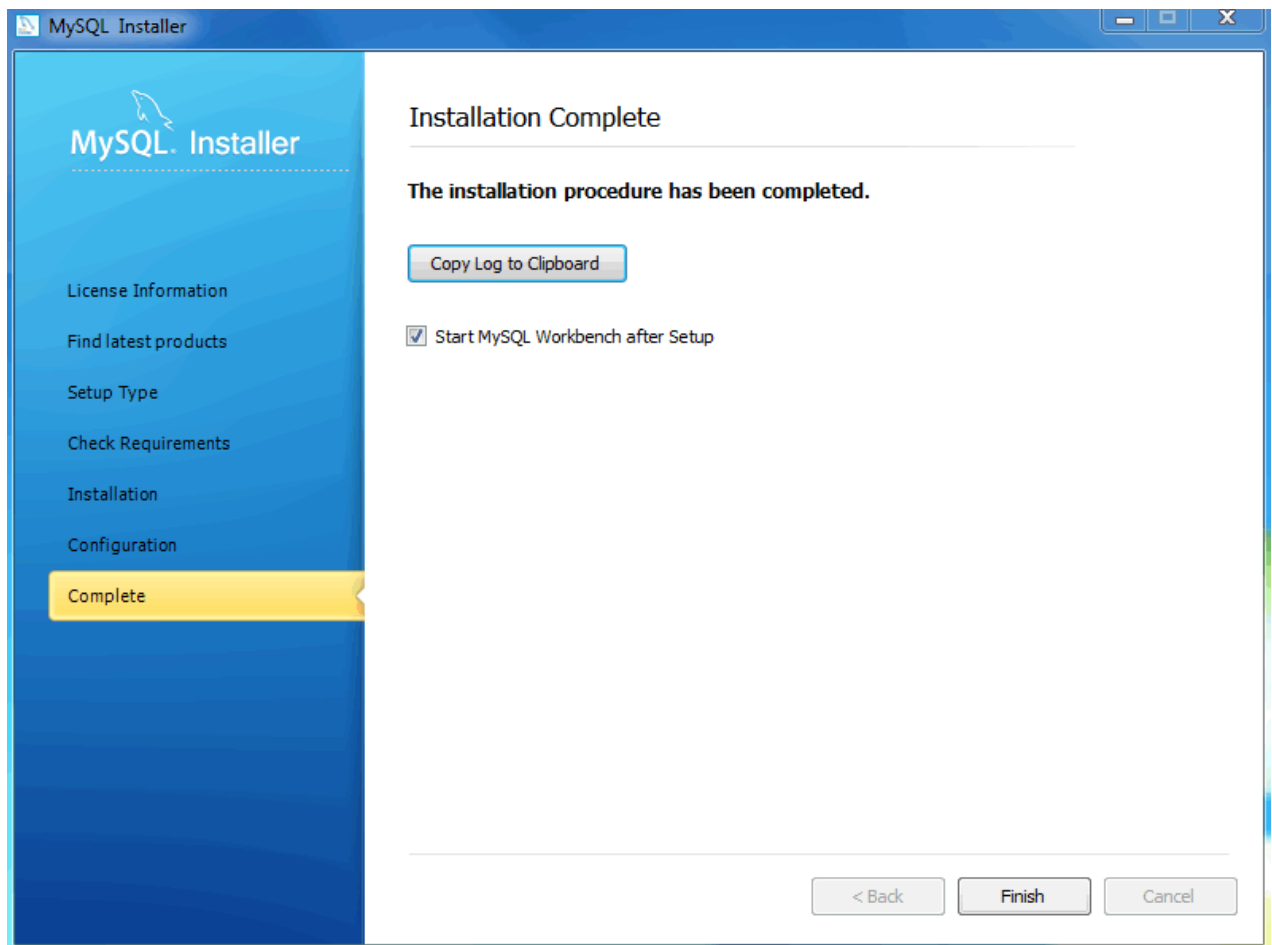 MySQL Installer
MySQL. Installer
License Information
Find latest products
Setup Type
Check Requirements
Installation
Configuration
Complete
Installation Complete
The installation procedure has been completed.
Copy Log to Clipboard
Start MySQL Workbench after Setup
< Back
Finish
Cancel